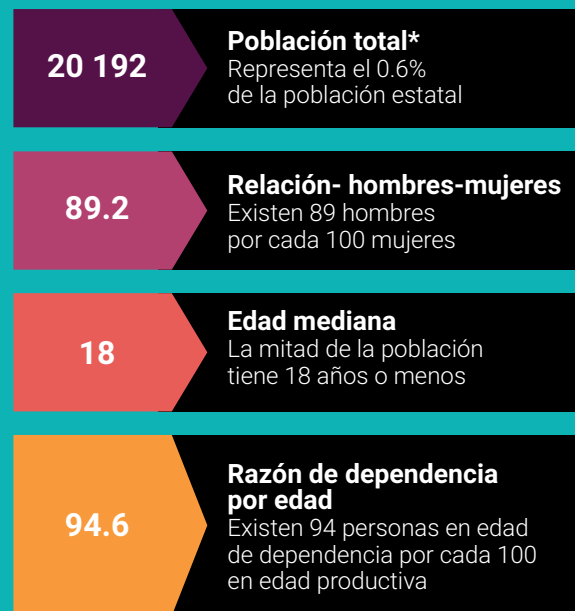 20 192
Población total*
Representa el 0.6%
de la población estatal
89.2
Relación- hombres-mujeres
Existen 89 hombres
por cada 100 mujeres
18
Edad mediana
La mitad de la población
tiene 18 años o menos
94.6
Razón de dependencia
por edad
Existen 94 personas en edad
de dependencia por cada 100
en edad productiva